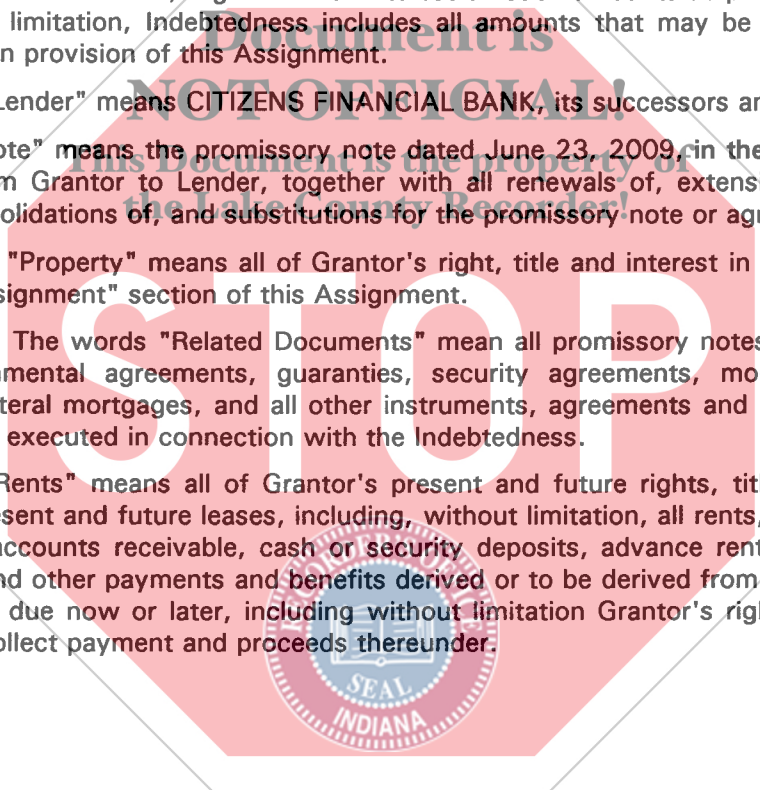 limitation, Indebtedness includes all amounts that may be
n provision of this Assignment.
Document is
NOT OFFICIAL!
This Document is the property of
the Lake County Recorder!
Lender" means CITIZENS FINANCIAL BANK, its successors an
ote" means the promissory note dated June 23, 2009, in the
m Grantor to Lender, together with all renewals of, extens
olidations of, and substitutions for the promissory note or agr
"Property" means all of Grantor's right, title and interest in
signment" section of this Assignment.
The words "Related Documents" mean all promissory notes
nmental agreements, guaranties, security agreements, mo
teral mortgages, and all other instruments, agreements and
executed in connection with the Indebtedness.
STOP
Rents" means all of Grantor's present and future rights, titl
esent and future leases, including, without limitation, all rents,
accounts receivable, cash or security deposits, advance rent
nd other payments and benefits derived or to be derived from
due now or later, including without limitation Grantor's righ
ollect payment and proceeds thereunder.
RECORDER'S OFFICE
SEAL
INDIANA